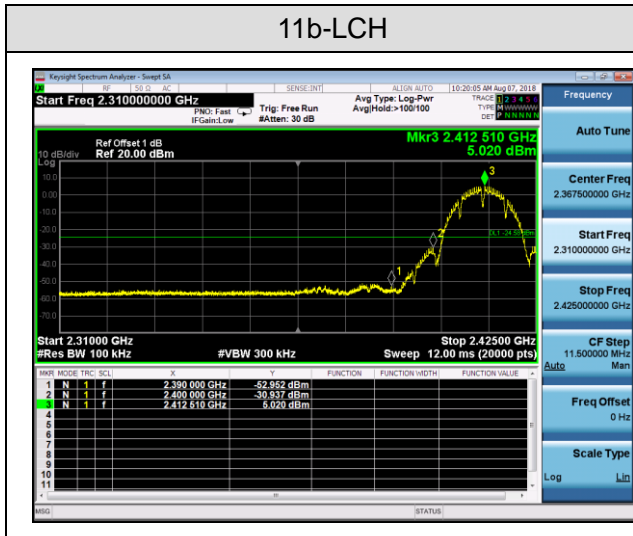 11b-LCH
Keysight Spectrum Analyzer - Swept SA
RF 50 Ω AC SENSE:INT ALIGN AUTO 10:20:05 AM Aug 07, 2018
Start Freq 2.310000000 GHz
PNO: Fast
IFGain:Low
Trig: Free Run
#Atten: 30 dB
Avg Type: Log-Pwr
Avg|Hold:>100/100
TRACE 1 2 3 4 5 6
TYPE M WWWWW
DET P N N N N N
Frequency
Auto Tune
Center Freq
2.367500000 GHz
Start Freq
2.310000000 GHz
Stop Freq
2.425000000 GHz
CF Step
11.500000 MHz
Auto Man
Freq Offset
0 Hz
Scale Type
Log Lin
Ref Offset 1 dB
Ref 20.00 dBm
10 dB/div
Log
Mkr3 2.412 510 GHz
5.020 dBm
10.0
0.00
-10.0
-20.0
-30.0
-40.0
-50.0
-60.0
-70.0
1
2
3
Start 2.31000 GHz
Stop 2.42500 GHz
#Res BW 100 kHz #VBW 300 kHz Sweep 12.00 ms (20000 pts)
MKR MODE TRC SCL X Y FUNCTION FUNCTION WIDTH FUNCTION VALUE
1 N 1 f 2.390 000 GHz -52.952 dBm
2 N 1 f 2.400 000 GHz -30.937 dBm
3 N 1 f 2.412 510 GHz 5.020 dBm
4
5
6
7
8
9
10
11
MSG STATUS